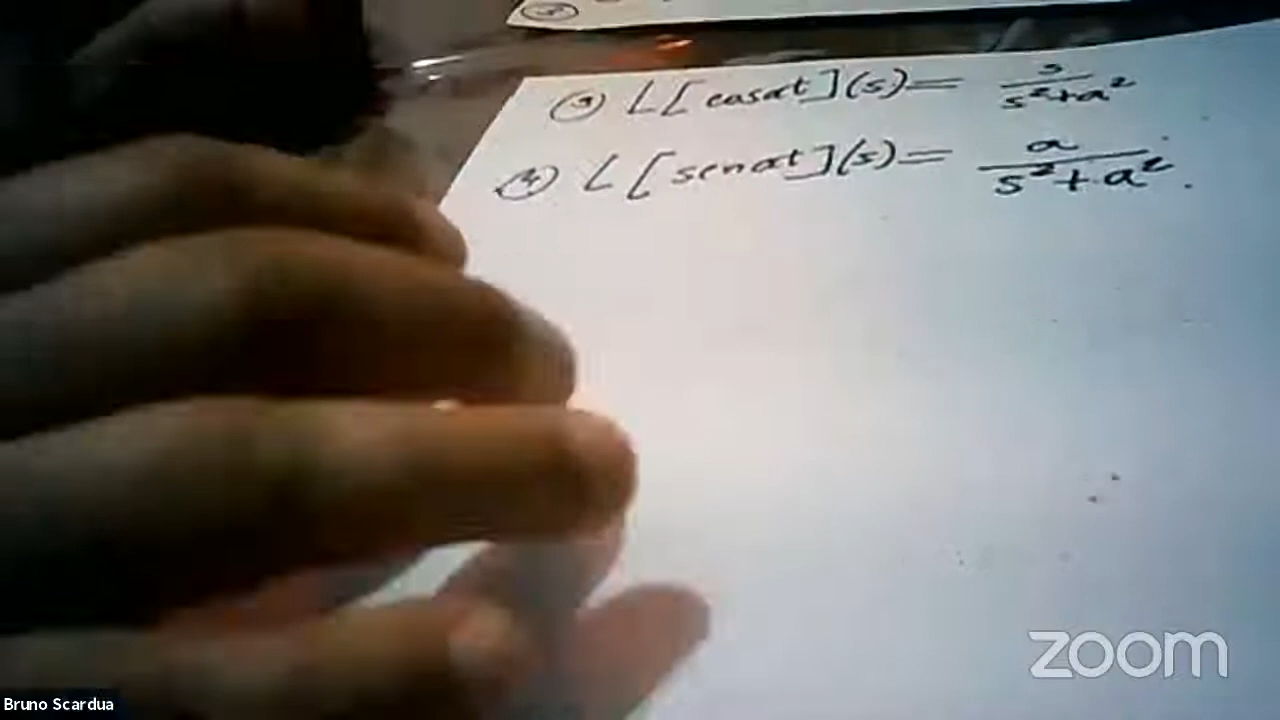 ③ L[cosat](s)= s/(s²+a²)
④ L[senat](s)= a/(s²+a²).
zoom
Bruno Scardua